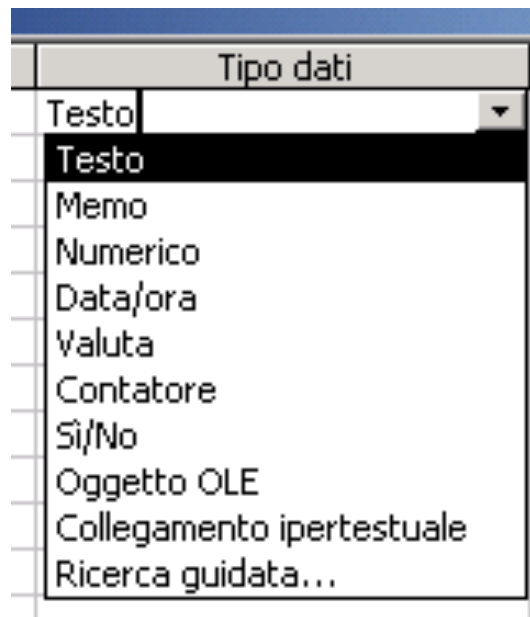 Tipo dati
Testo
Testo
Memo
Numerico
Data/ora
Valuta
Contatore
Sì/No
Oggetto OLE
Collegamento ipertestuale
Ricerca guidata...